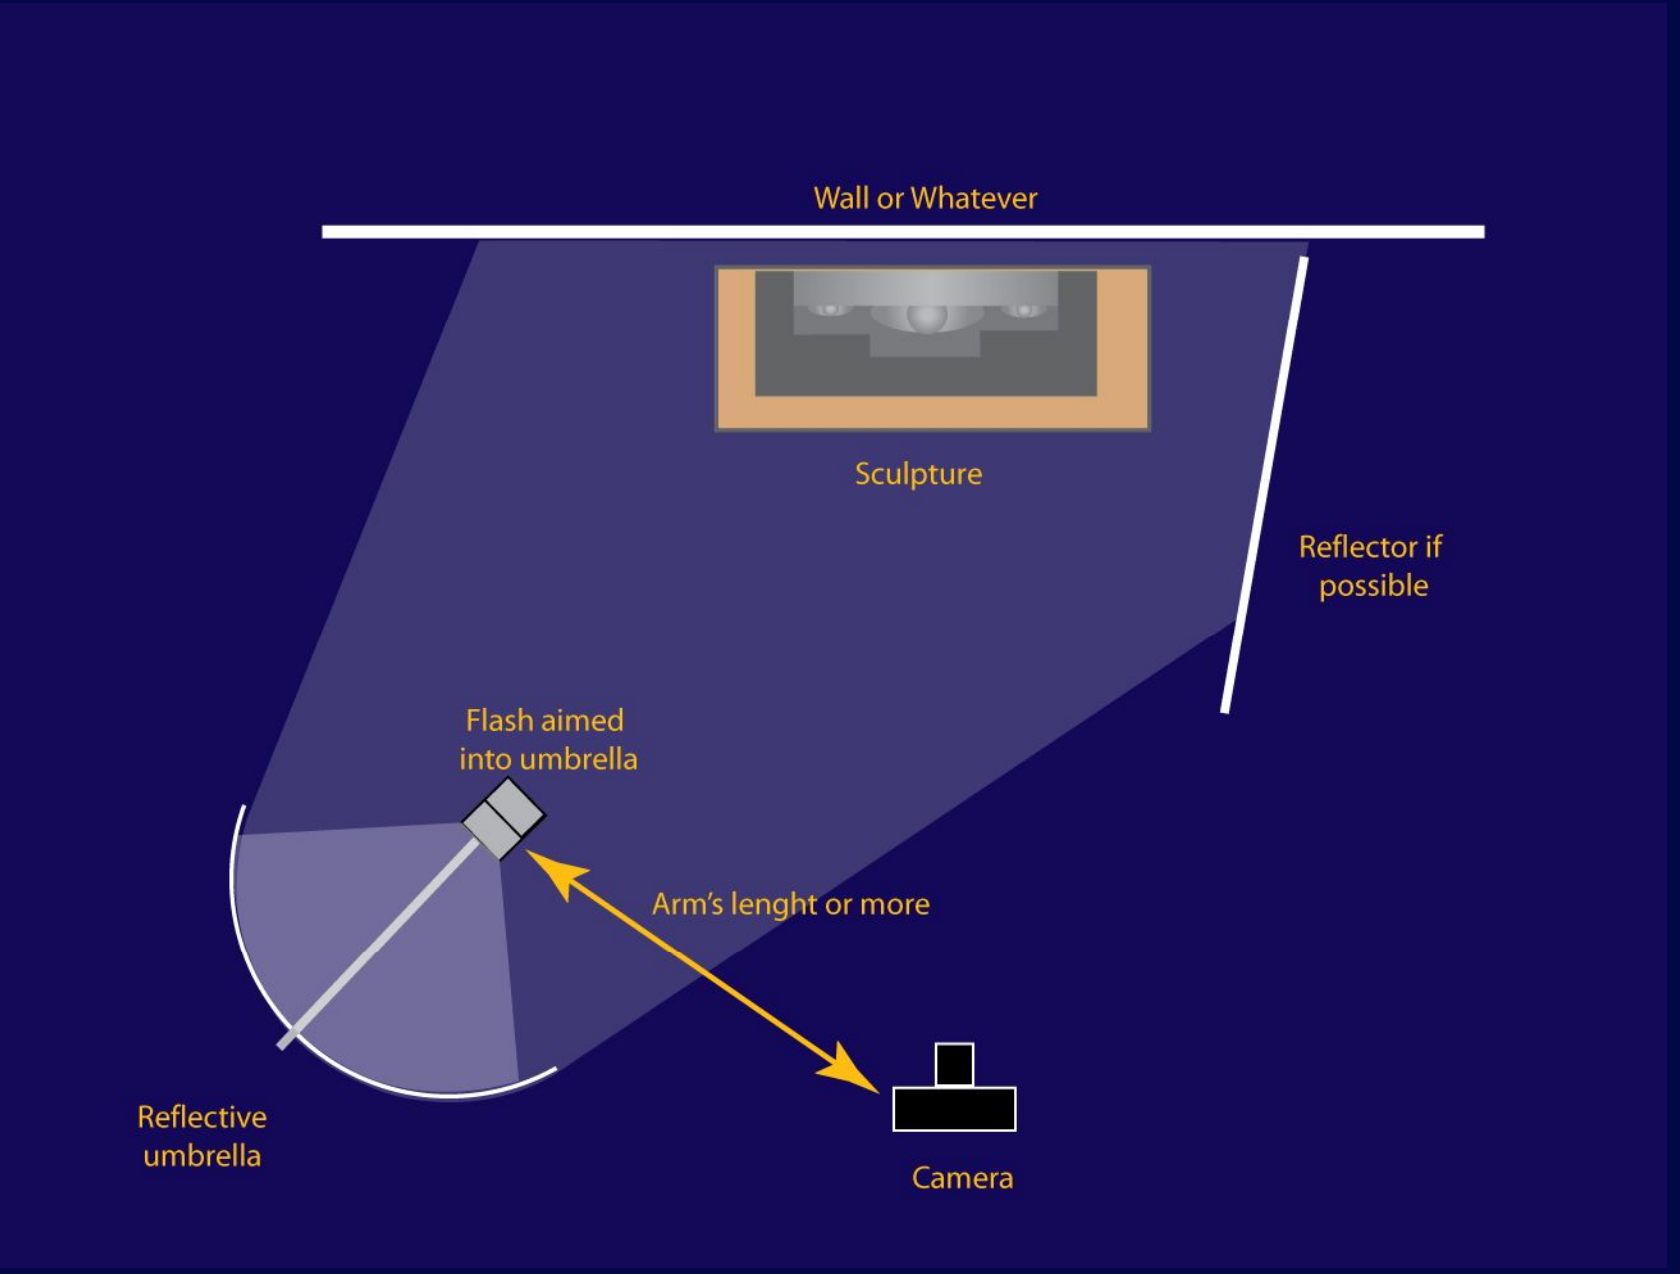 Wall or Whatever
Sculpture
Reflector if
possible
Flash aimed
into umbrella
Arm's lenght or more
Reflective
umbrella
Camera